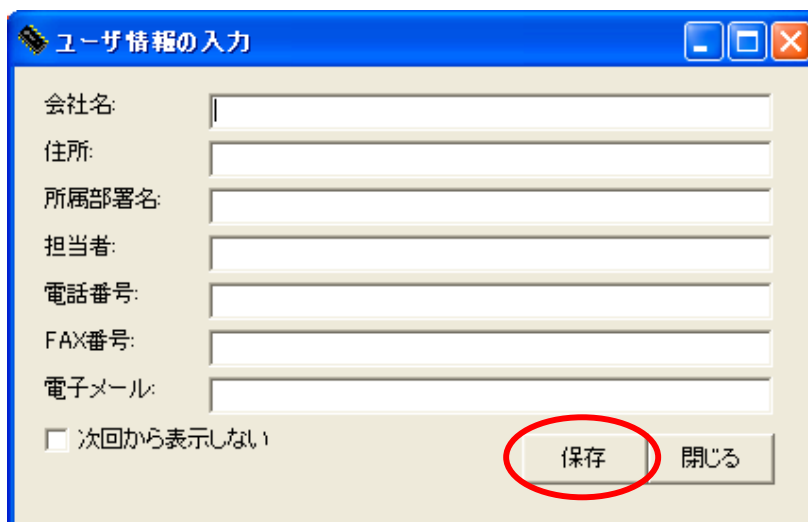 ユーザ情報の入力
会社名:
住所:
所属部署名:
担当者:
電話番号:
FAX番号:
電子メール:
次回から表示しない
保存 閉じる